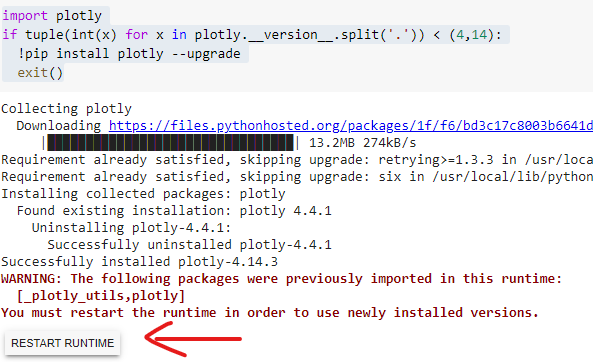 import plotly
if tuple(int(x) for x in plotly.__version__.split('.')) < (4,14):
  !pip install plotly --upgrade
  exit()
Collecting plotly
  Downloading https://files.pythonhosted.org/packages/1f/f6/bd3c17c8003b6641d
     |████████████████████████████████| 13.2MB 274kB/s
Requirement already satisfied, skipping upgrade: retrying>=1.3.3 in /usr/loca
Requirement already satisfied, skipping upgrade: six in /usr/local/lib/python
Installing collected packages: plotly
  Found existing installation: plotly 4.4.1
    Uninstalling plotly-4.4.1:
      Successfully uninstalled plotly-4.4.1
Successfully installed plotly-4.14.3
WARNING: The following packages were previously imported in this runtime:
  [_plotly_utils,plotly]
You must restart the runtime in order to use newly installed versions.
RESTART RUNTIME